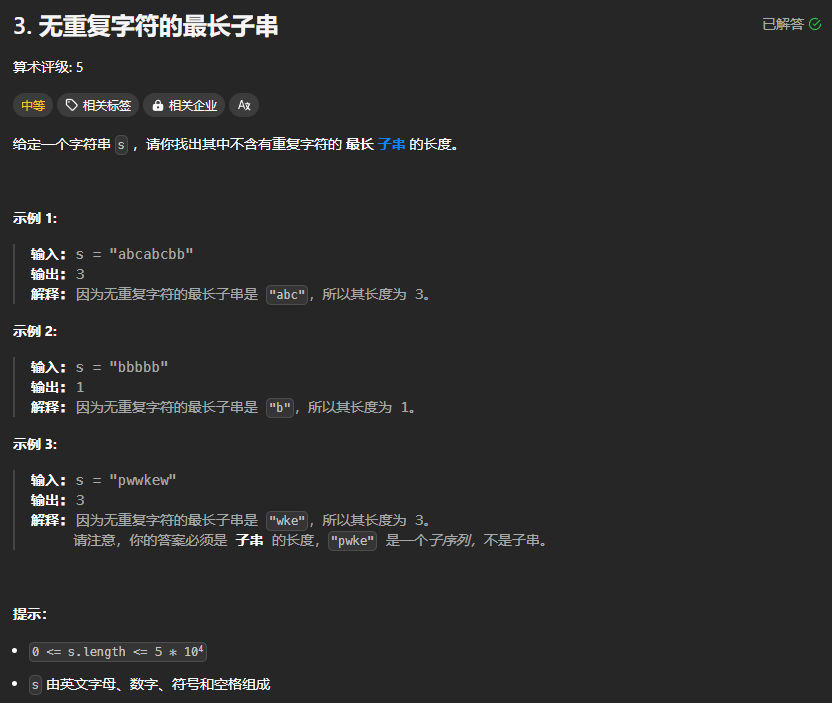 3. 无重复字符的最长子串
已解答
算术评级: 5
中等 相关标签 相关企业 Ax
给定一个字符串 s ，请你找出其中不含有重复字符的 最长 子串 的长度。
示例 1:
输入: s = "abcabcbb"
输出: 3
解释: 因为无重复字符的最长子串是 "abc"，所以其长度为 3。
示例 2:
输入: s = "bbbbb"
输出: 1
解释: 因为无重复字符的最长子串是 "b"，所以其长度为 1。
示例 3:
输入: s = "pwwkew"
输出: 3
解释: 因为无重复字符的最长子串是 "wke"，所以其长度为 3。
请注意，你的答案必须是 子串 的长度，"pwke" 是一个子序列，不是子串。
提示：
0 <= s.length <= 5 * 10⁴
s 由英文字母、数字、符号和空格组成